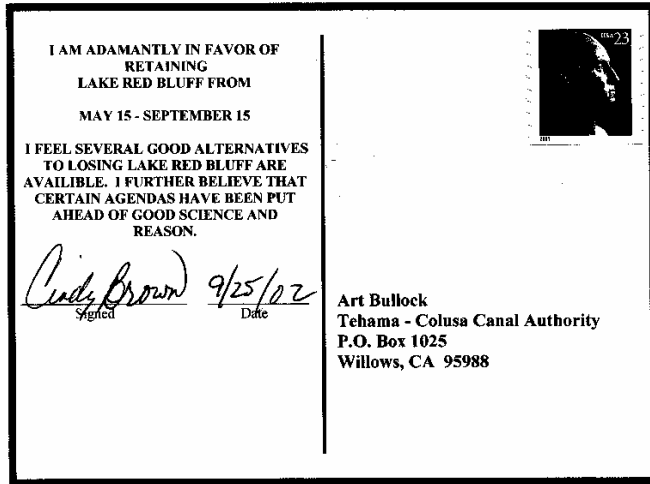 I AM ADAMANTLY IN FAVOR OF
RETAINING
LAKE RED BLUFF FROM
MAY 15 - SEPTEMBER 15
I FEEL SEVERAL GOOD ALTERNATIVES
TO LOSING LAKE RED BLUFF ARE
AVAILIBLE. I FURTHER BELIEVE THAT
CERTAIN AGENDAS HAVE BEEN PUT
AHEAD OF GOOD SCIENCE AND
REASON.
Cindy Brown 9/25/02
Signed Date
USA 23
2001
Art Bullock
Tehama - Colusa Canal Authority
P.O. Box 1025
Willows, CA 95988